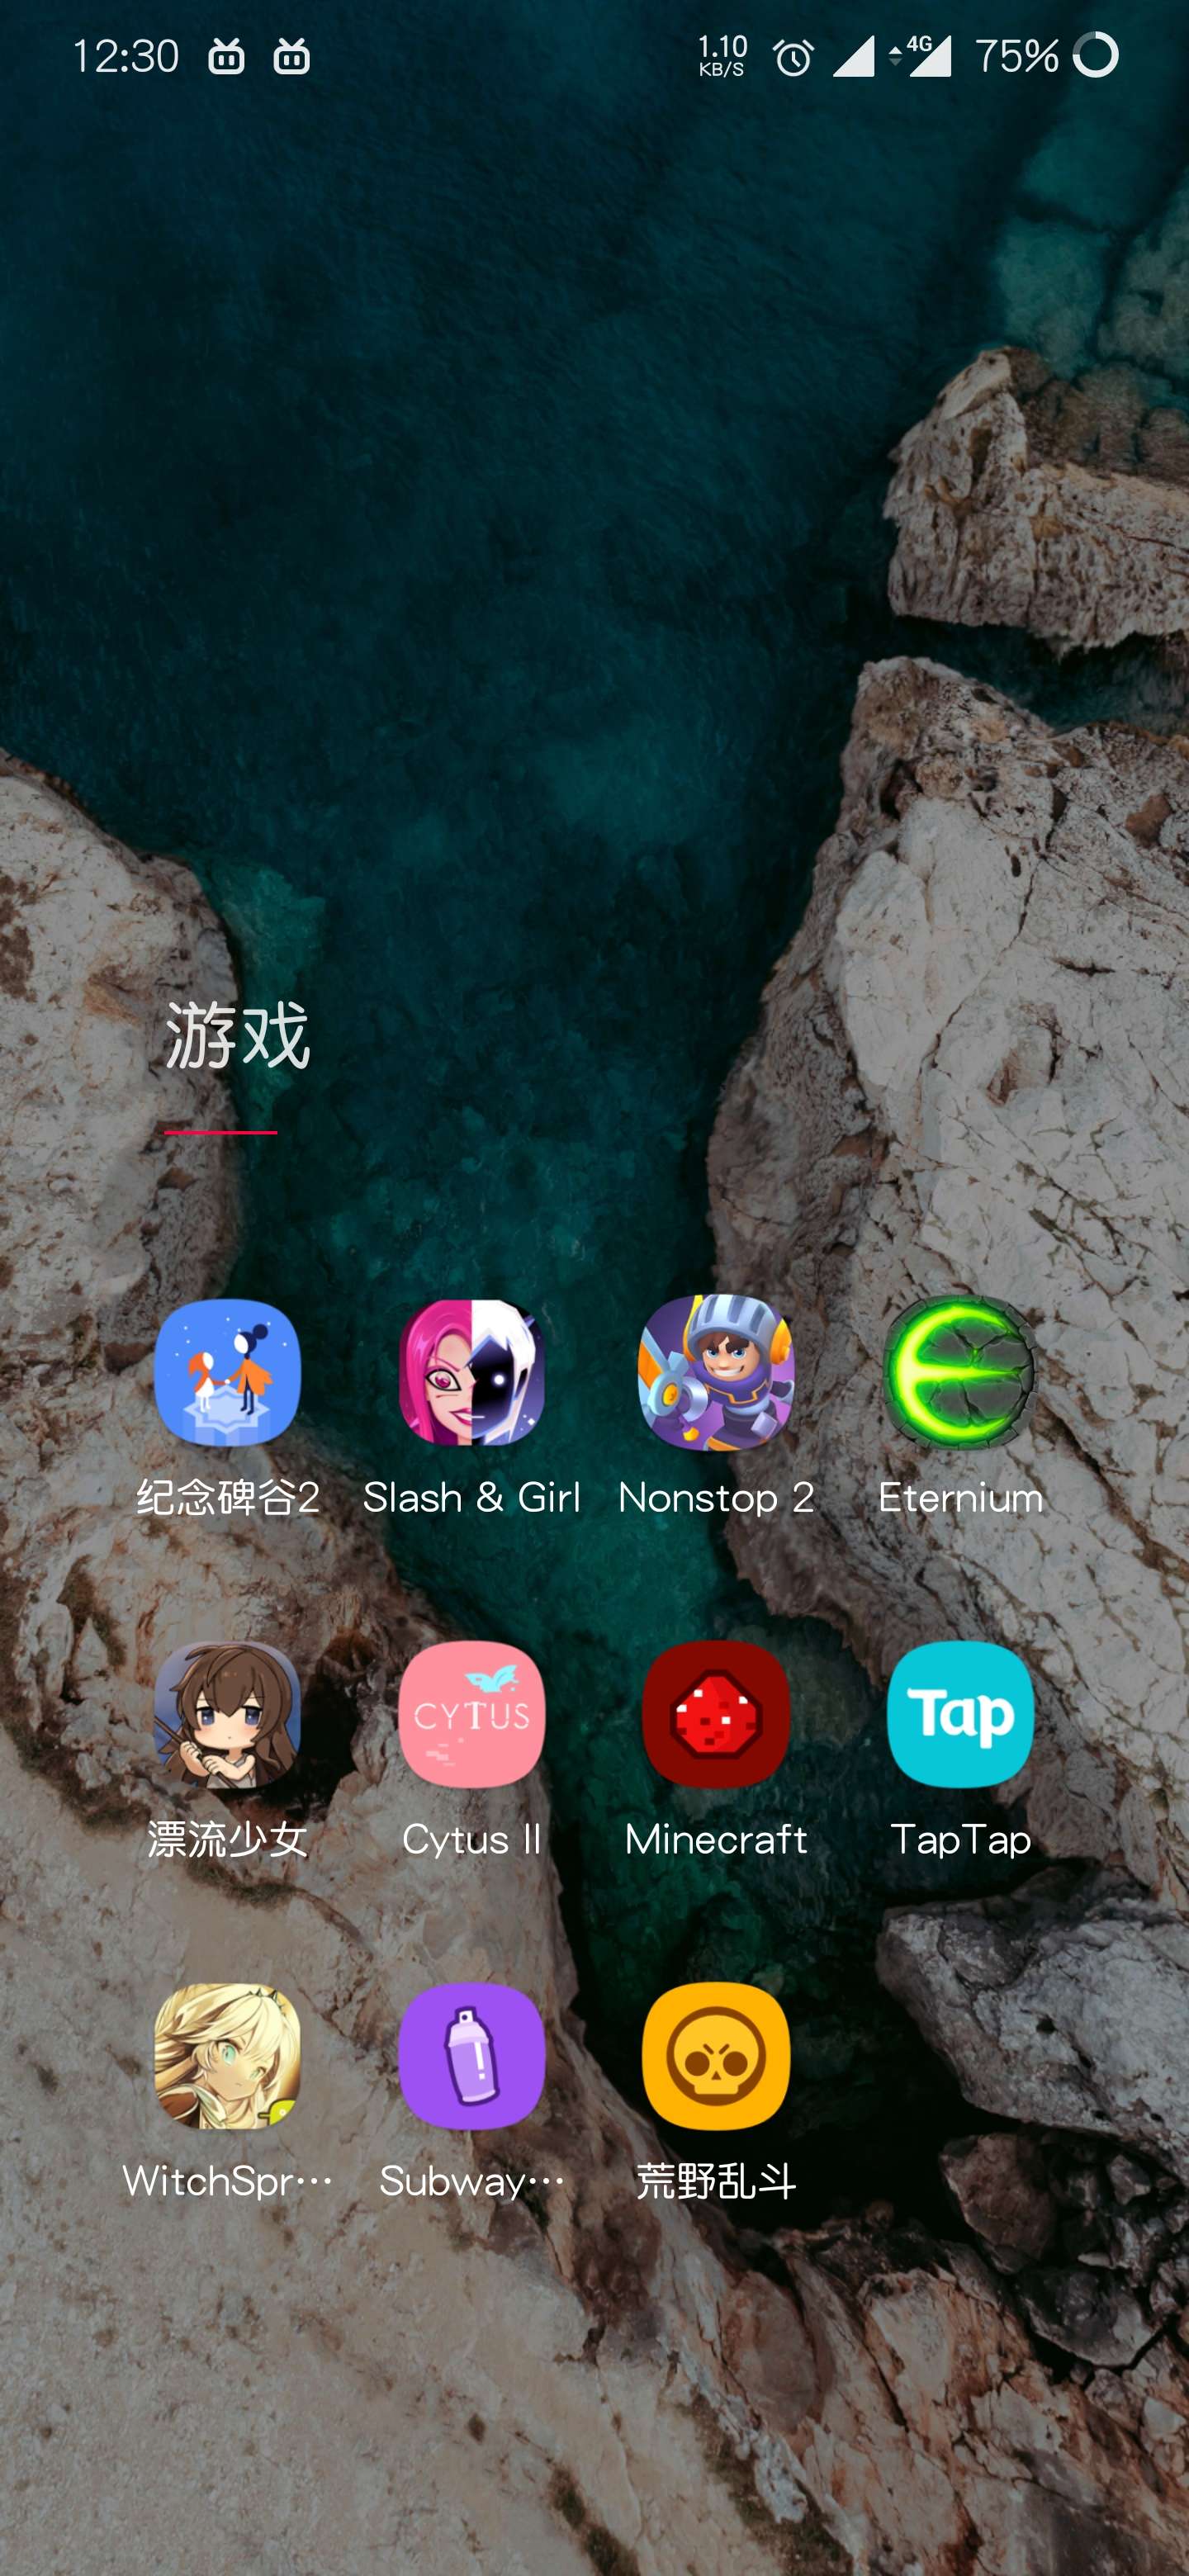 12:30 1.10 KB/S 4G 75%
游戏
纪念碑谷2 Slash & Girl Nonstop 2 Eternium
CYTUS Tap
漂流少女 Cytus II Minecraft TapTap
WitchSpr··· Subway··· 荒野乱斗